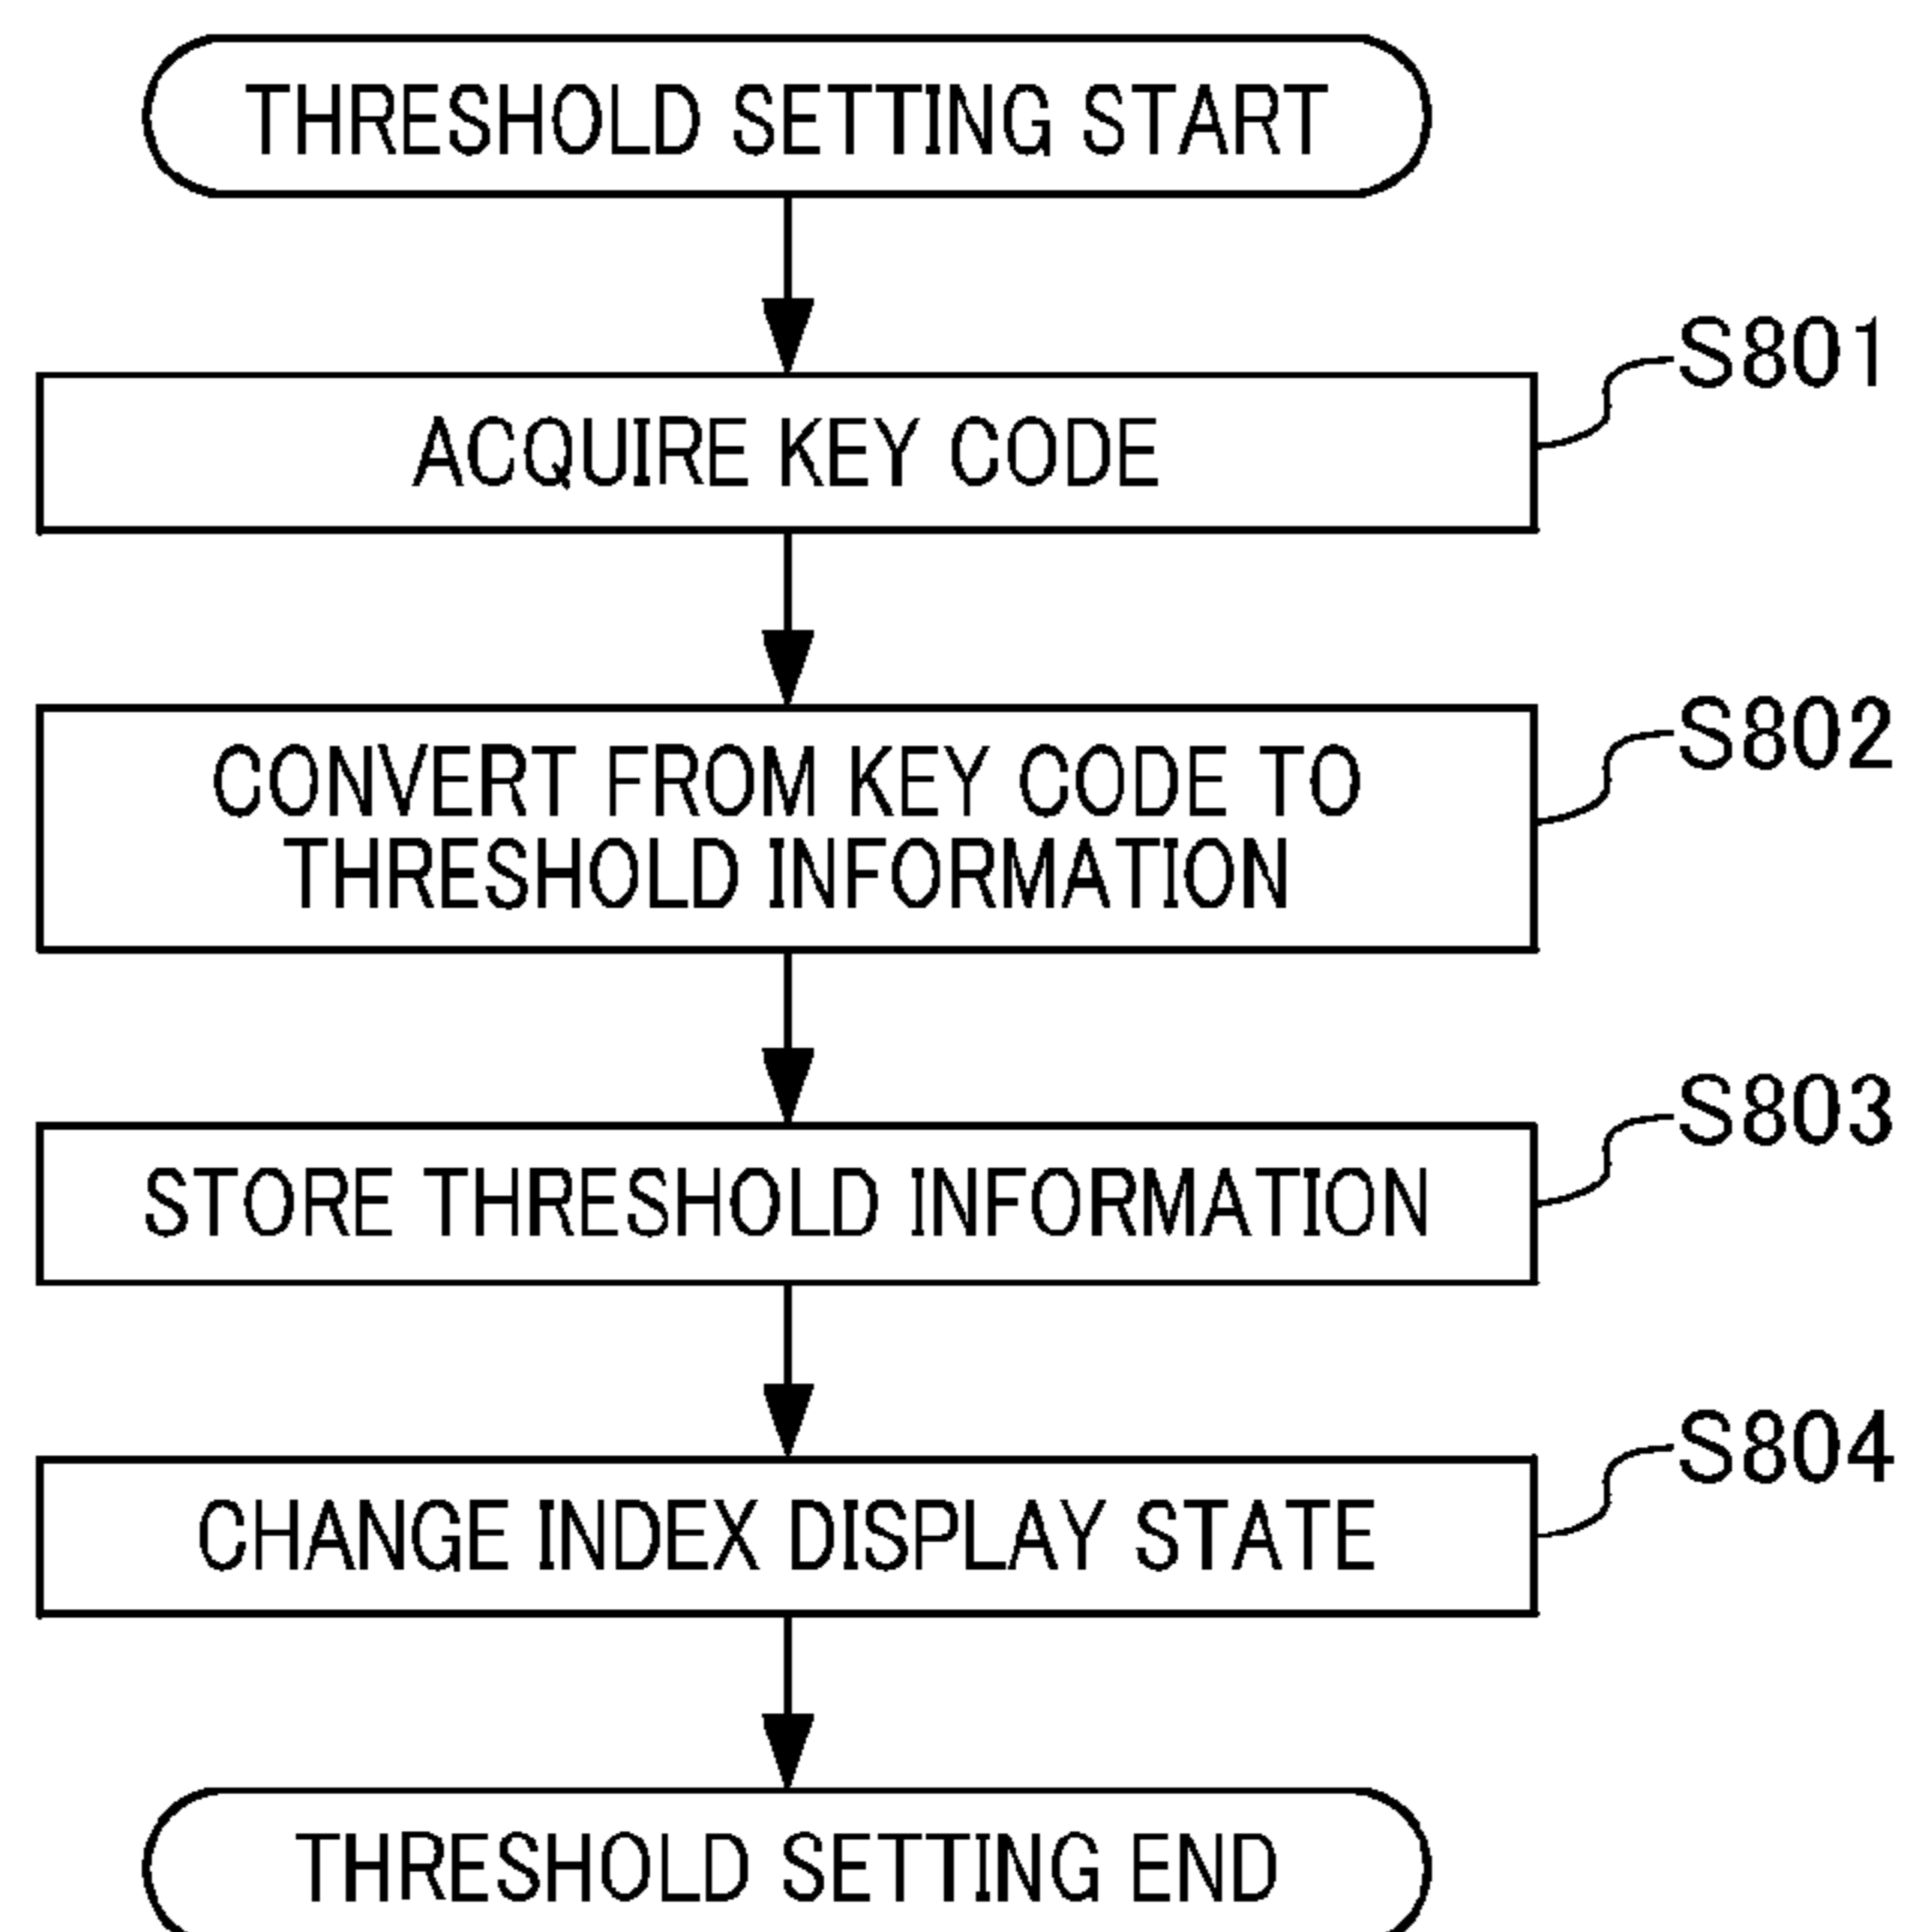 THRESHOLD SETTING START
S801
ACQUIRE KEY CODE
S802
CONVERT FROM KEY CODE TO
THRESHOLD INFORMATION
S803
STORE THRESHOLD INFORMATION
S804
CHANGE INDEX DISPLAY STATE
THRESHOLD SETTING END